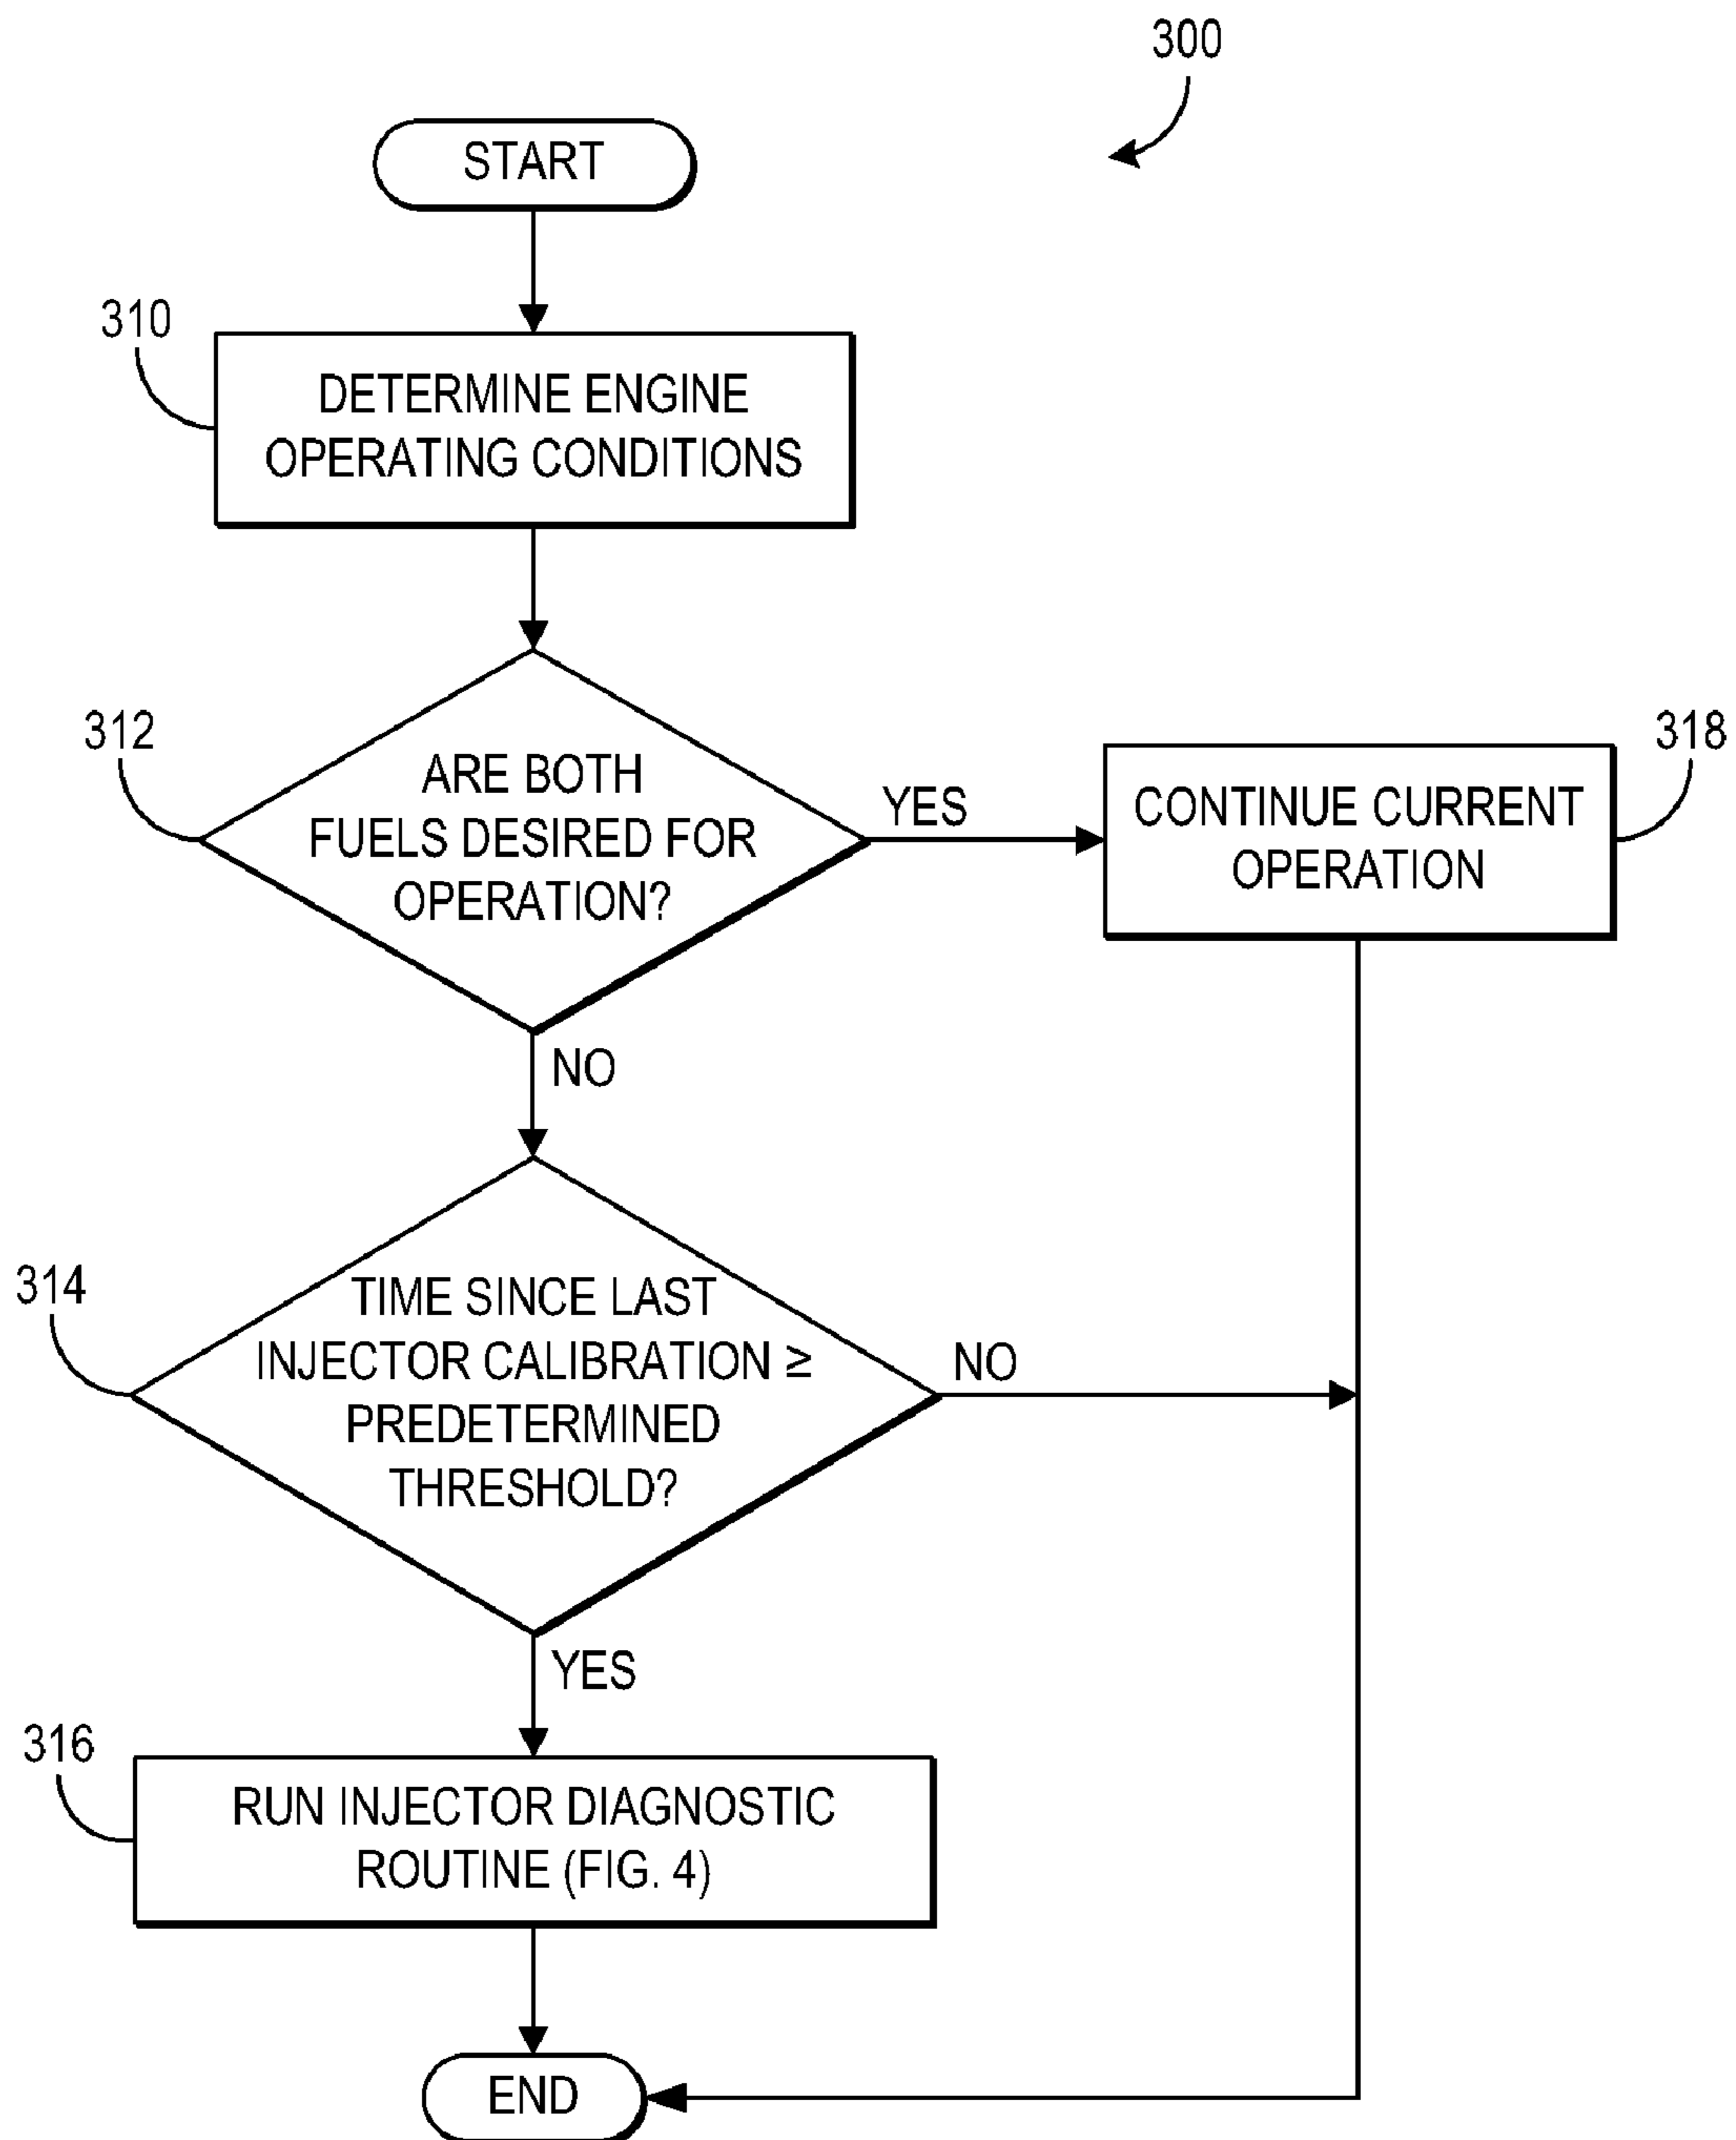 300
START
310
DETERMINE ENGINE
OPERATING CONDITIONS
312
ARE BOTH
FUELS DESIRED FOR
OPERATION?
YES
CONTINUE CURRENT
OPERATION
318
NO
314
TIME SINCE LAST
INJECTOR CALIBRATION ≥
PREDETERMINED
THRESHOLD?
NO
YES
316
RUN INJECTOR DIAGNOSTIC
ROUTINE (FIG. 4)
END